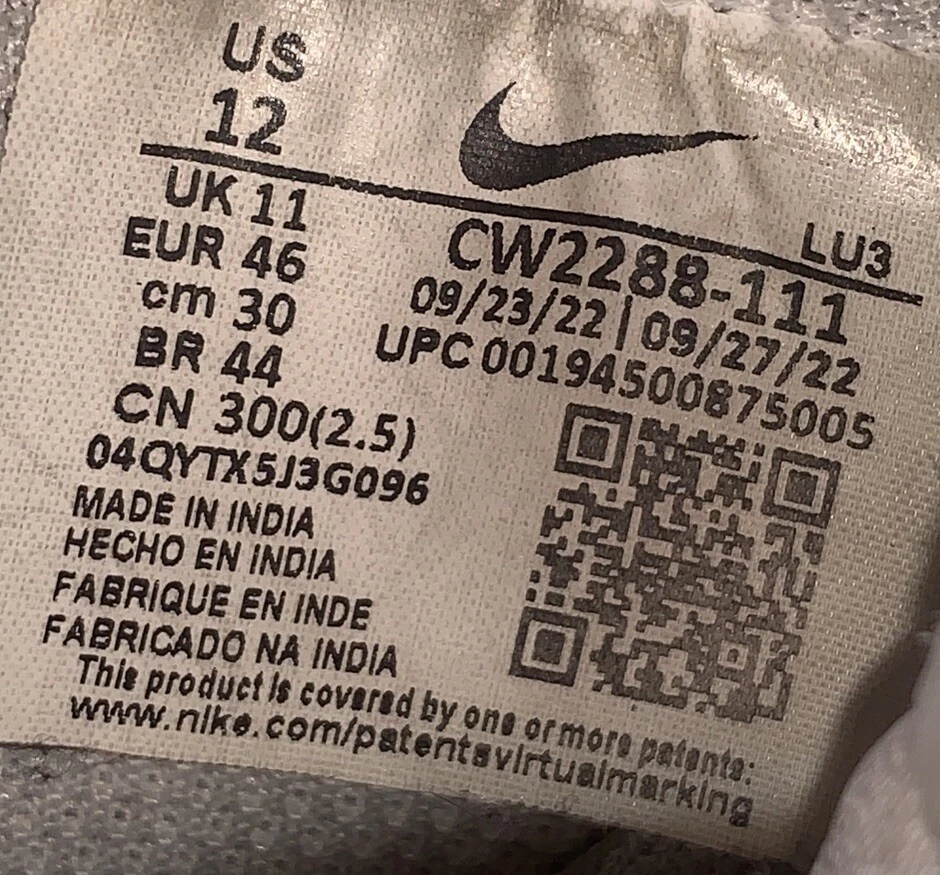 US
12
UK 11
EUR 46
cm 30
BR 44
CN 300(2.5)
04QYTX5J3G096
MADE IN INDIA
HECHO EN INDIA
FABRIQUE EN INDE
FABRICADO NA INDIA
LU3
CW2288-111
09/23/22 | 09/27/22
UPC 00194500875005
This product is covered by one or more patents:
www.nike.com/patentsvirtualmarking